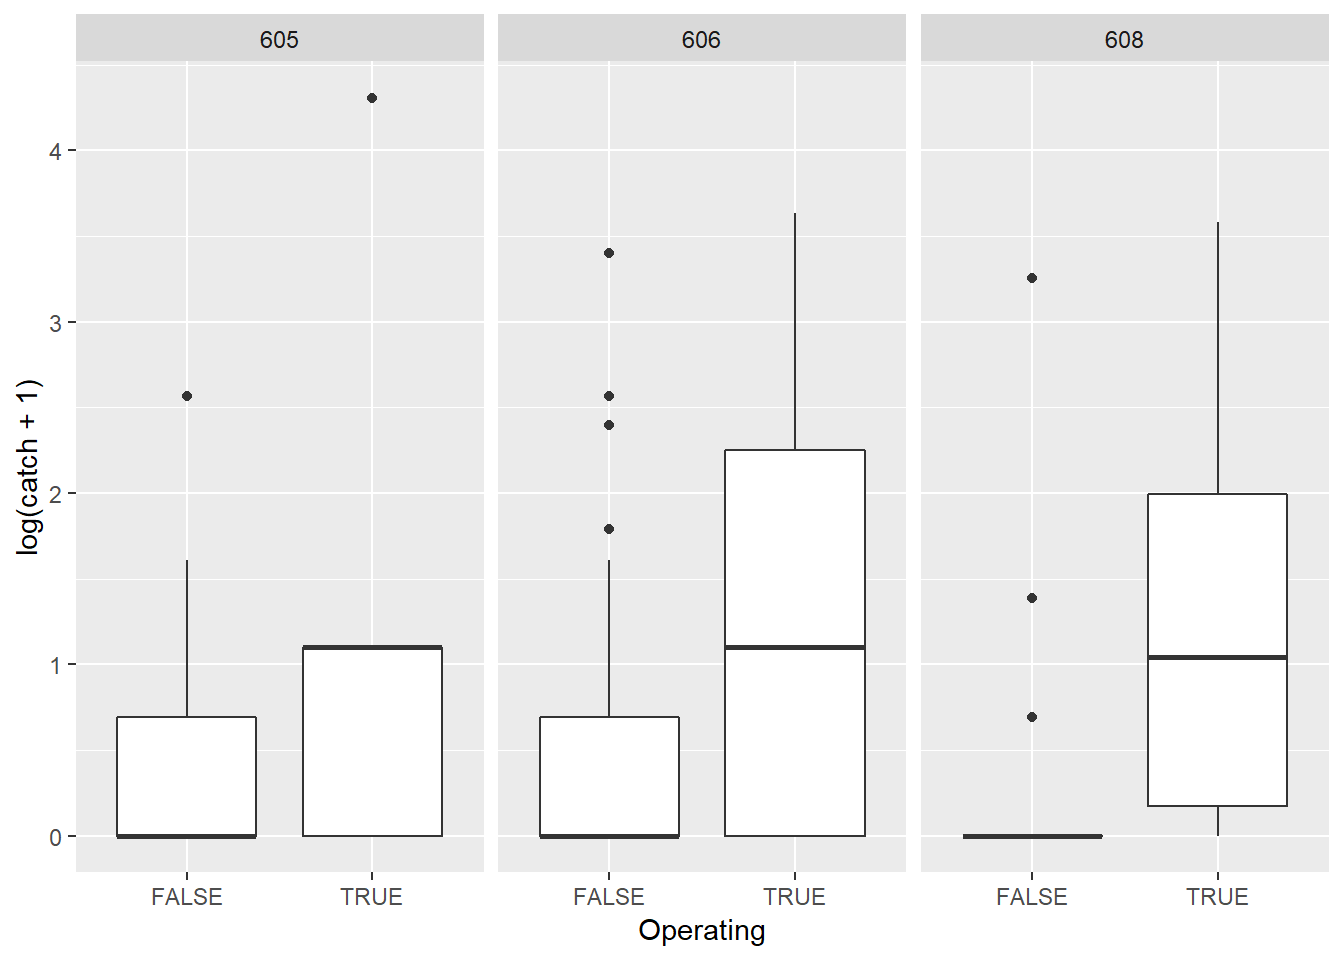 605 606 608
4
3
2
1
0
log(catch + 1)
FALSE TRUE FALSE TRUE FALSE TRUE
Operating